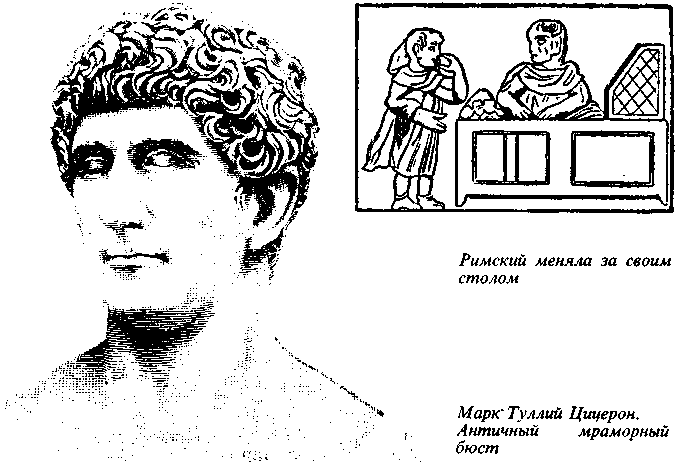 Римский меняла за своим
столом
Марк Туллий Цицерон.
Античный мраморный
бюст